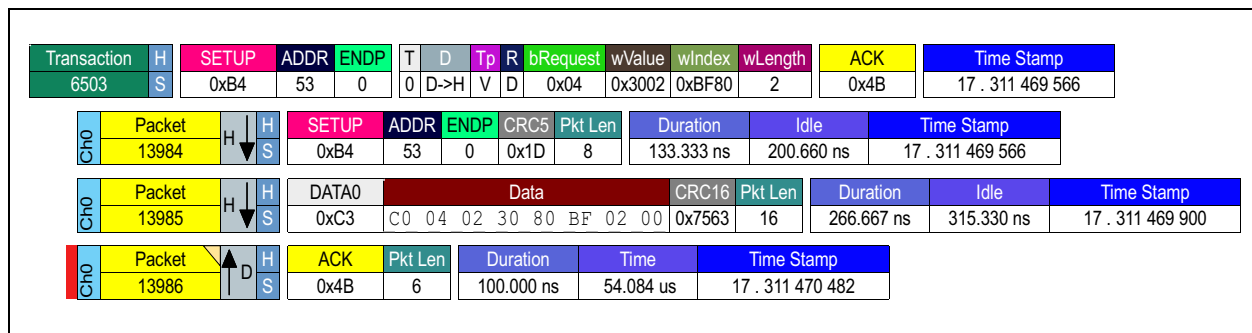 Transaction H SETUP ADDR ENDP T D Tp R bRequest wValue wIndex wLength ACK Time Stamp
6503 S 0xB4 53 0 0 D->H V D 0x04 0x3002 0xBF80 2 0x4B 17 . 311 469 566
Ch0 Packet H H SETUP ADDR ENDP CRC5 Pkt Len Duration Idle Time Stamp
13984 S 0xB4 53 0 0x1D 8 133.333 ns 200.660 ns 17 . 311 469 566
Ch0 Packet H H DATA0 Data CRC16 Pkt Len Duration Idle Time Stamp
13985 S 0xC3 C0 04 02 30 80 BF 02 00 0x7563 16 266.667 ns 315.330 ns 17 . 311 469 900
Ch0 Packet D H ACK Pkt Len Duration Time Time Stamp
13986 S 0x4B 6 100.000 ns 54.084 us 17 . 311 470 482